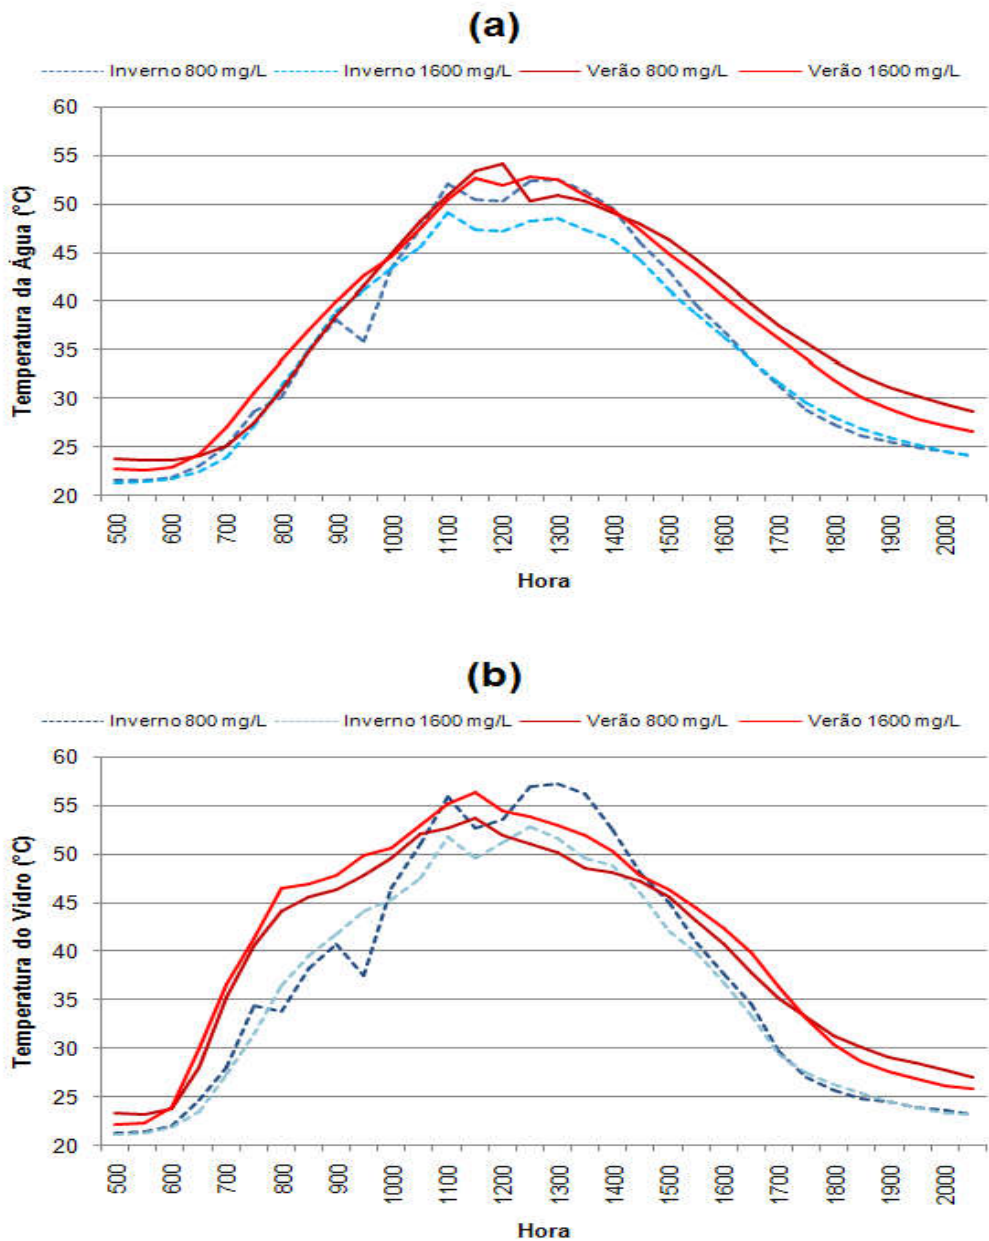 (a)
Inverno 800 mg/L Inverno 1600 mg/L Verão 800 mg/L Verão 1600 mg/L
Temperatura da Água (°C)
60
55
50
45
40
35
30
25
20
500 600 700 800 900 1000 1100 1200 1300 1400 1500 1600 1700 1800 1900 2000
Hora
(b)
Inverno 800 mg/L Inverno 1600 mg/L Verão 800 mg/L Verão 1600 mg/L
Temperatura do Vidro (°C)
60
55
50
45
40
35
30
25
20
500 600 700 800 900 1000 1100 1200 1300 1400 1500 1600 1700 1800 1900 2000
Hora